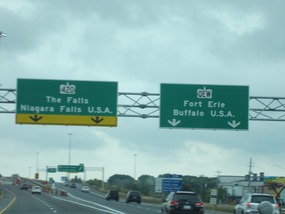 420
The Falls
Niagara Falls U.S.A.
QEW
Fort Erie
Buffalo U.S.A.